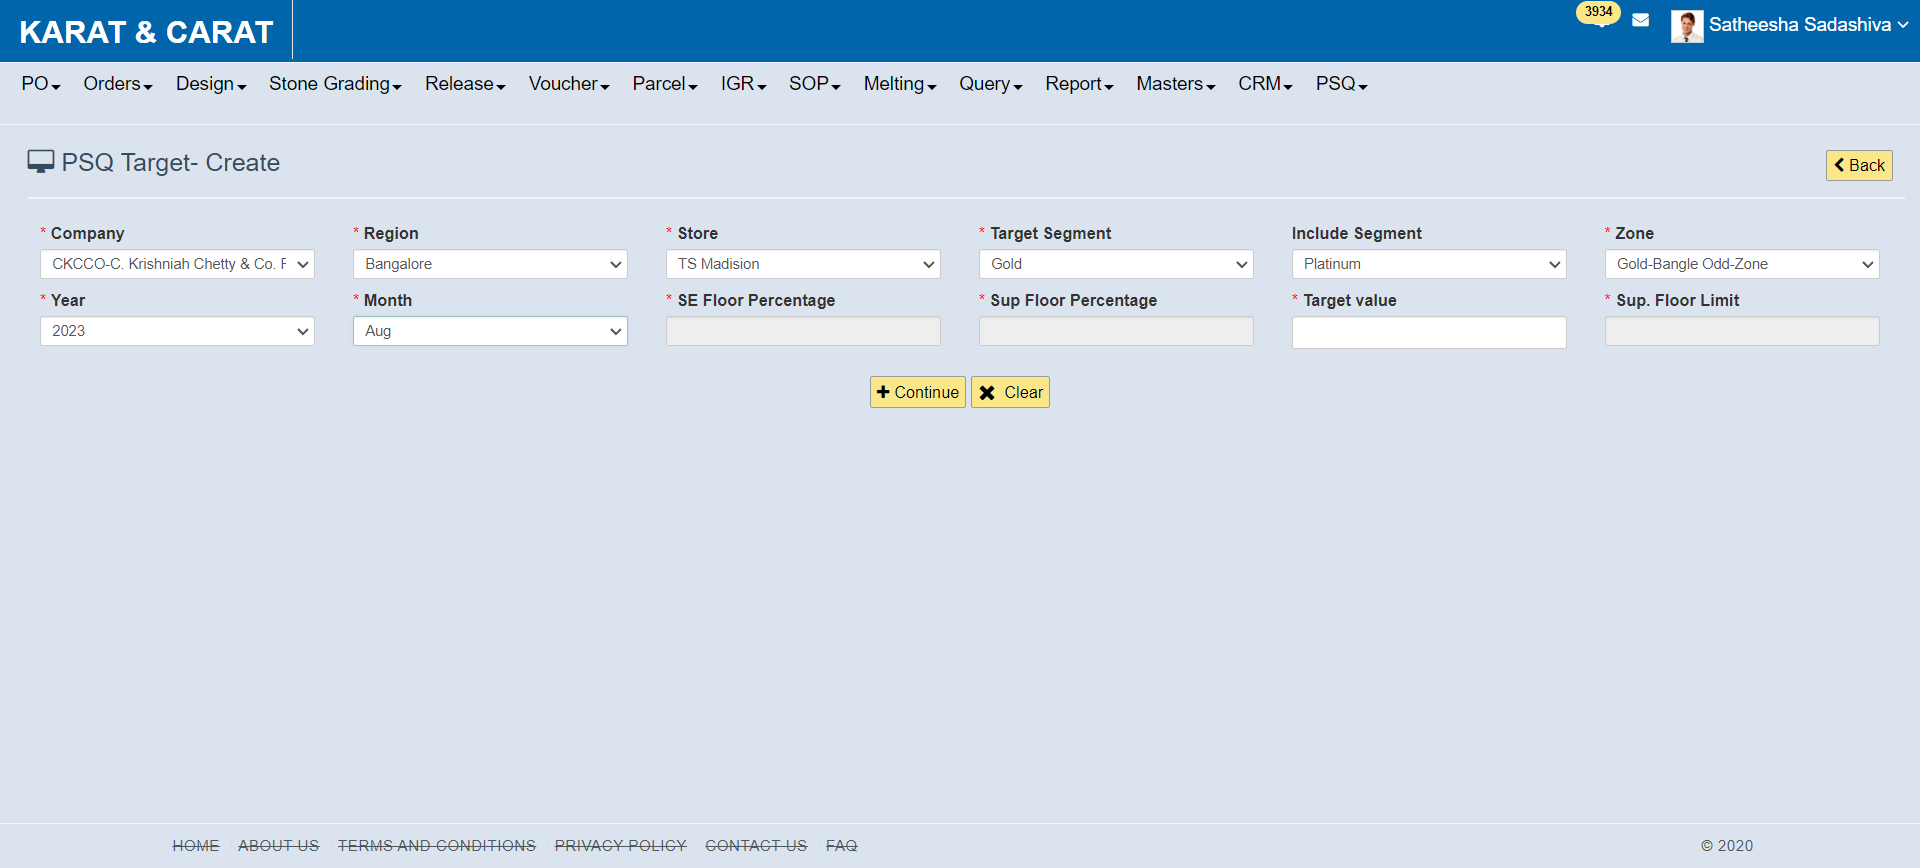 KARAT & CARAT
3934
Satheesha Sadashiva
PO Orders Design Stone Grading Release Voucher Parcel IGR SOP Melting Query Report Masters CRM PSQ
PSQ Target- Create
Back
* Company * Region * Store * Target Segment Include Segment * Zone
CKCCO-C. Krishniah Chetty & Co. Bangalore TS Madision Gold Platinum Gold-Bangle Odd-Zone
* Year * Month * SE Floor Percentage * Sup Floor Percentage * Target value * Sup. Floor Limit
2023 Aug
Continue Clear
HOME ABOUT US TERMS AND CONDITIONS PRIVACY POLICY CONTACT US FAQ © 2020